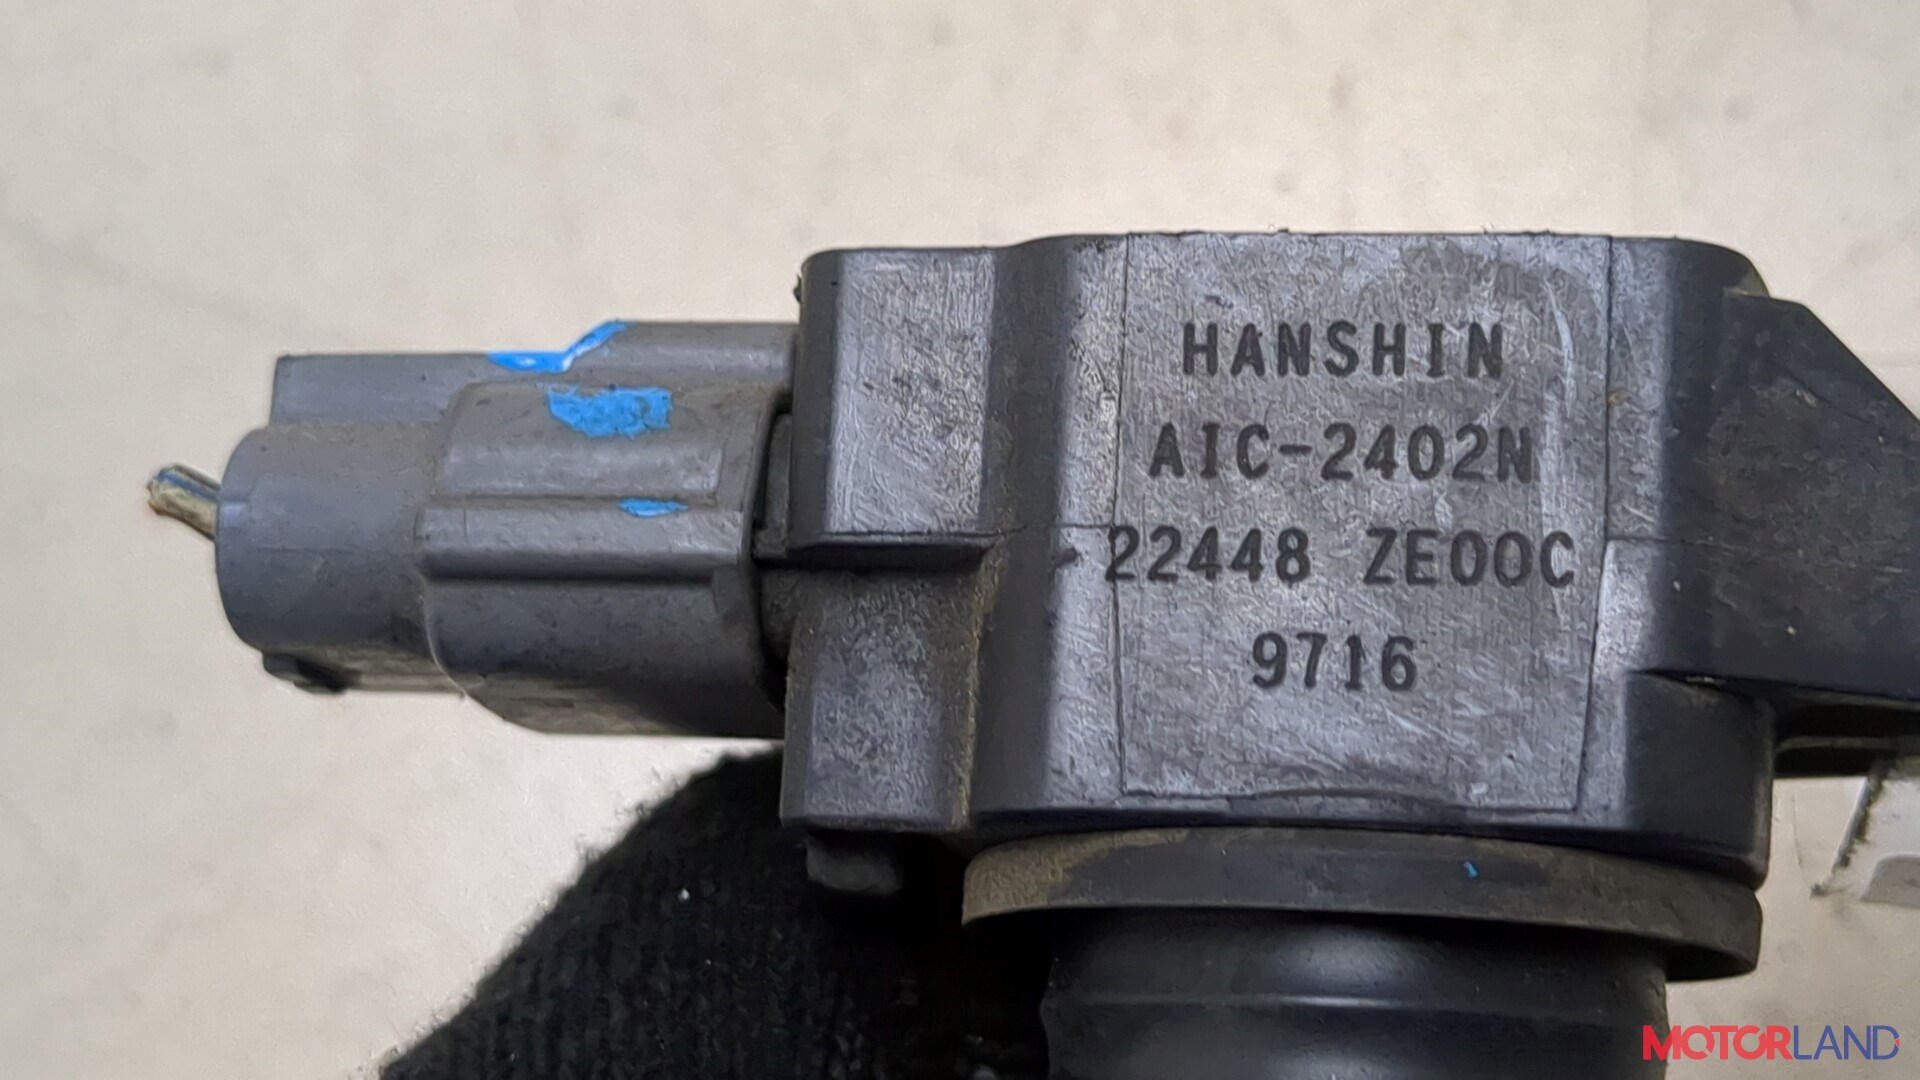 HANSHIN
AIC-2402N
22448 ZE00C
9716
MOTORLAND